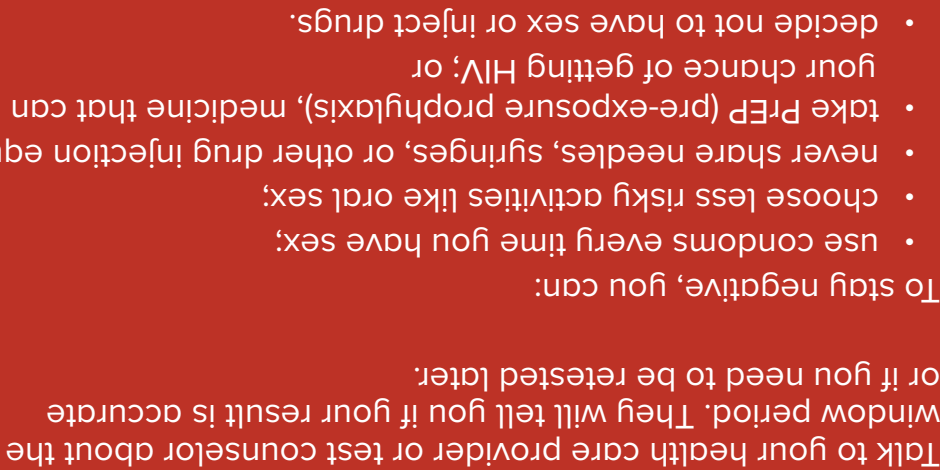 Talk to your health care provider or test counselor about the
window period. They will tell you if your result is accurate
or if you need to be retested later.
To stay negative, you can:
• use condoms every time you have sex;
• choose less risky activities like oral sex;
• never share needles, syringes, or other drug injection equ
• take PrEP (pre-exposure prophylaxis), medicine that can
your chance of getting HIV; or
• decide not to have sex or inject drugs.